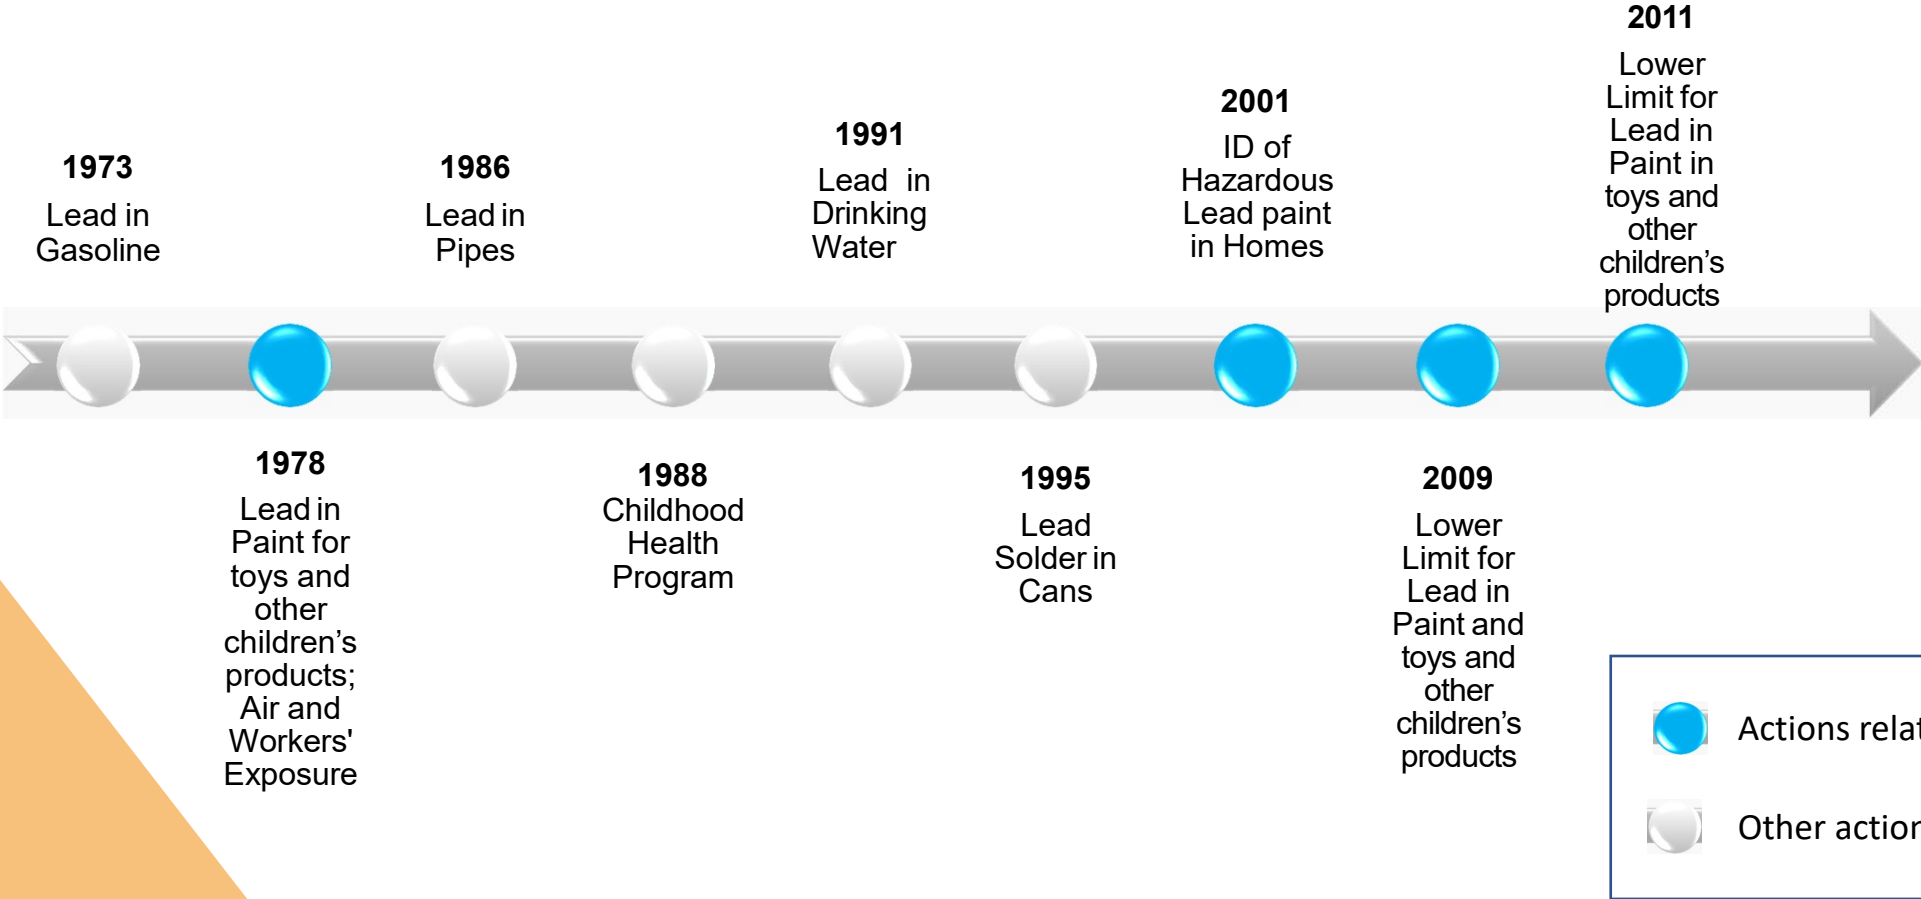 1973
Lead in
Gasoline
1978
Lead in
Paint for
toys and
other
children’s
products;
Air and
Workers'
Exposure
1986
Lead in
Pipes
1988
Childhood
Health
Program
1991
Lead in
Drinking
Water
1995
Lead
Solder in
Cans
2001
ID of
Hazardous
Lead paint
in Homes
2009
Lower
Limit for
Lead in
Paint and
toys and
other
children’s
products
2011
Lower
Limit for
Lead in
Paint in
toys and
other
children’s
products
Actions
Other